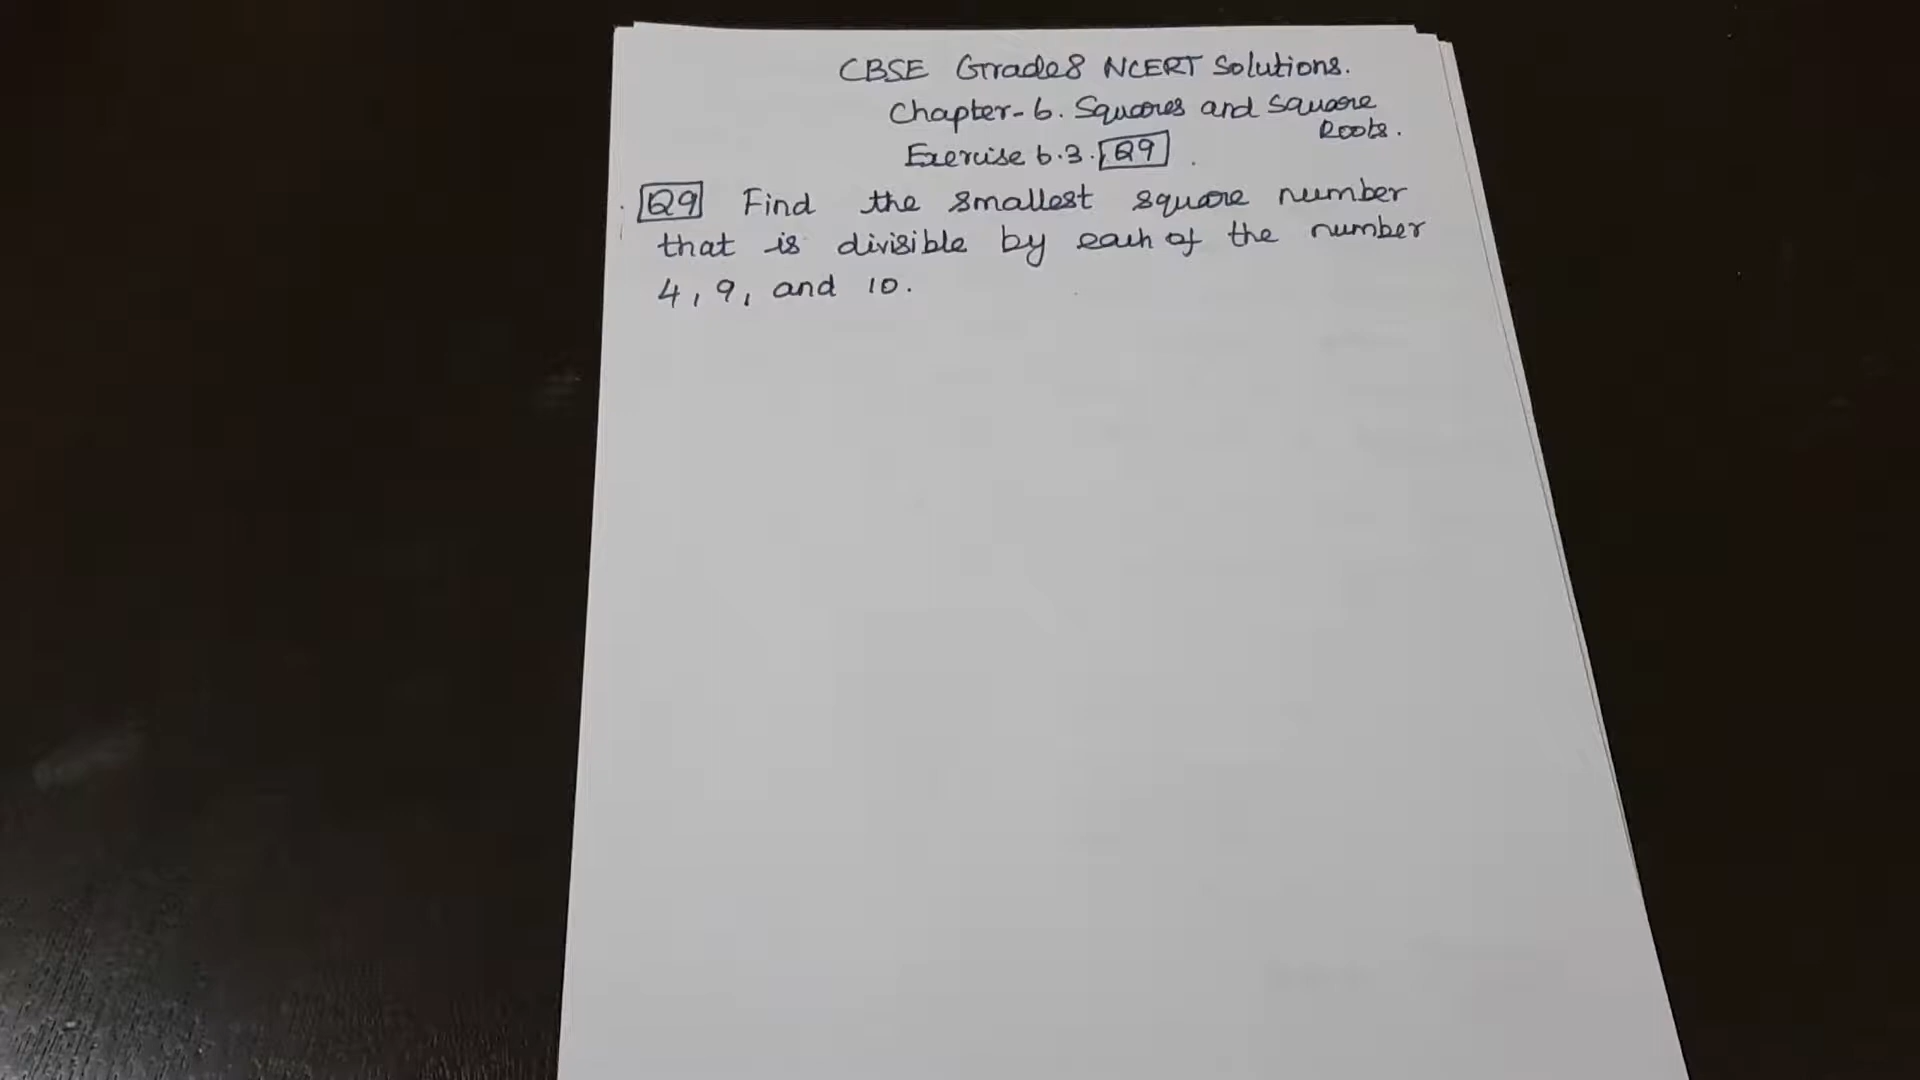 CBSE Grade8 NCERT Solutions.
Chapter-6. Squares and Square
Roots.
Exercise 6.3. Q9.
Q9 Find the smallest square number
that is divisible by each of the number
4, 9, and 10.